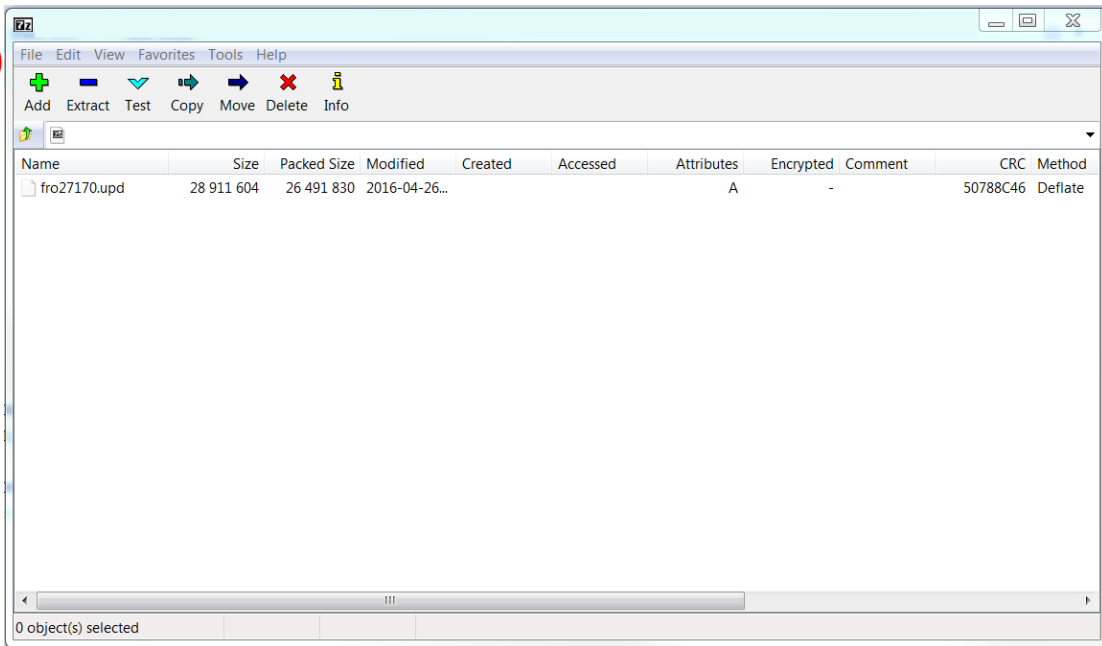 7z
File Edit View Favorites Tools Help
Add Extract Test Copy Move Delete Info
7z
Name Size Packed Size Modified Created Accessed Attributes Encrypted Comment CRC Method
fro27170.upd 28 911 604 26 491 830 2016-04-26... A - 50788C46 Deflate
0 object(s) selected